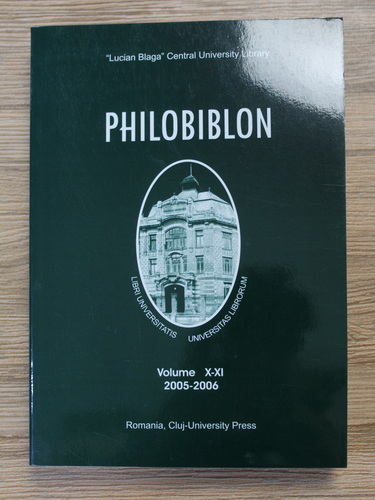 "Lucian Blaga" Central University Library
PHILOBIBLON
LIBRI UNIVERSITATIS UNIVERSITAS LIBRORUM
Volume X-XI
2005-2006
Romania, Cluj-University Press